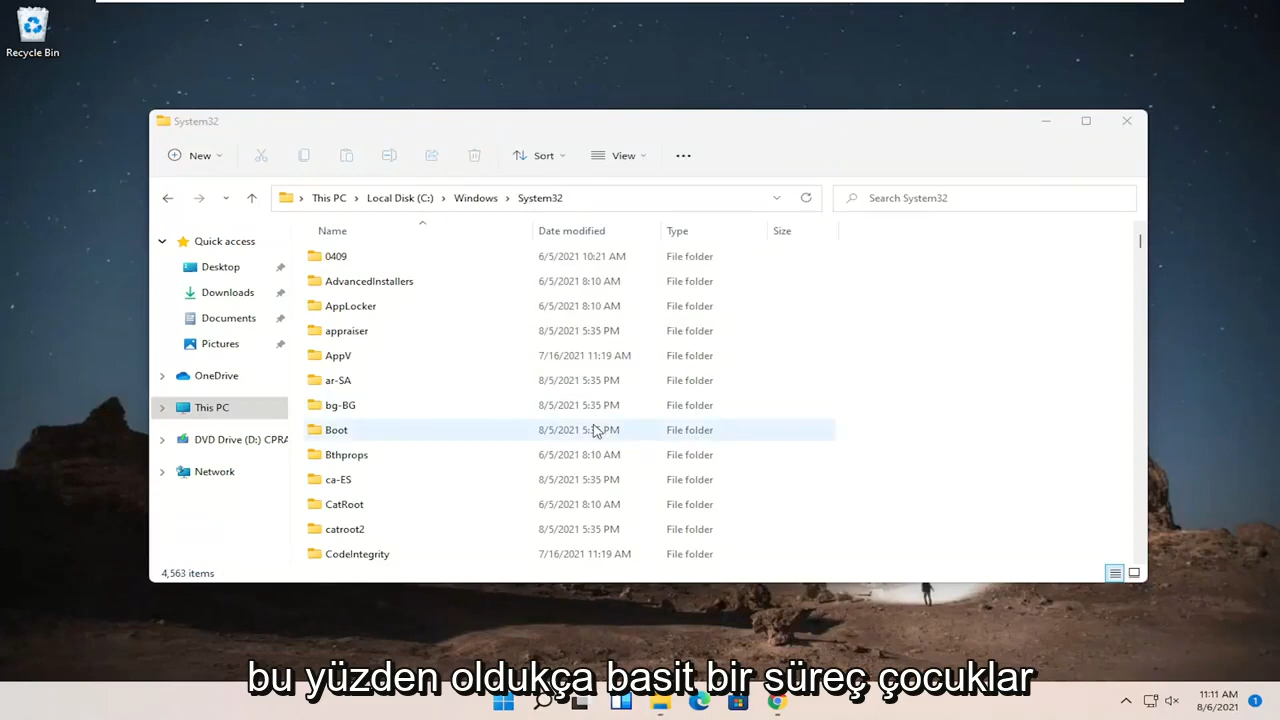 Recycle Bin
System32
New
Sort
View
This PC
Local Disk (C:)
Windows
System32
Search System32
Name
Date modified
Type
Size
Quick access
Desktop
Downloads
Documents
Pictures
OneDrive
This PC
DVD Drive (D:) CPRA
Network
0409 6/5/2021 10:21 AM File folder
AdvancedInstallers 6/5/2021 8:10 AM File folder
AppLocker 6/5/2021 8:10 AM File folder
appraiser 8/5/2021 5:35 PM File folder
AppV 7/16/2021 11:19 AM File folder
ar-SA 8/5/2021 5:35 PM File folder
bg-BG 8/5/2021 5:35 PM File folder
Boot 8/5/2021 PM File folder
Bthprops 6/5/2021 8:10 AM File folder
ca-ES 8/5/2021 5:35 PM File folder
CatRoot 6/5/2021 8:10 AM File folder
catroot2 8/5/2021 5:35 PM File folder
CodeIntegrity 7/16/2021 11:19 AM File folder
4,563 items
bu yüzden oldukça basit bir süreç çocuklar
11:11 AM
8/6/2021
1